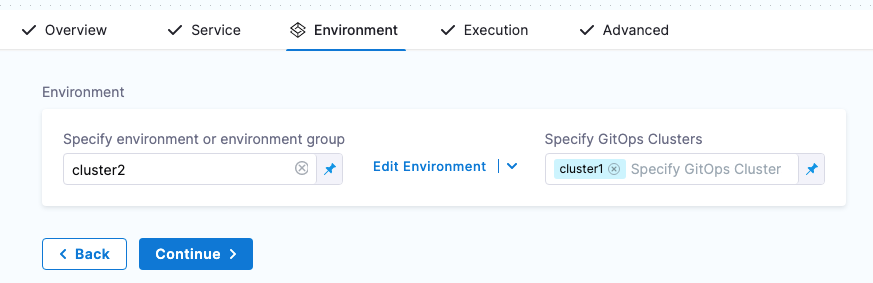 Overview
Service
Environment
Execution
Advanced
Environment
Specify environment or environment group
cluster2
Edit Environment
Specify GitOps Clusters
cluster1 Specify GitOps Cluster
Back
Continue